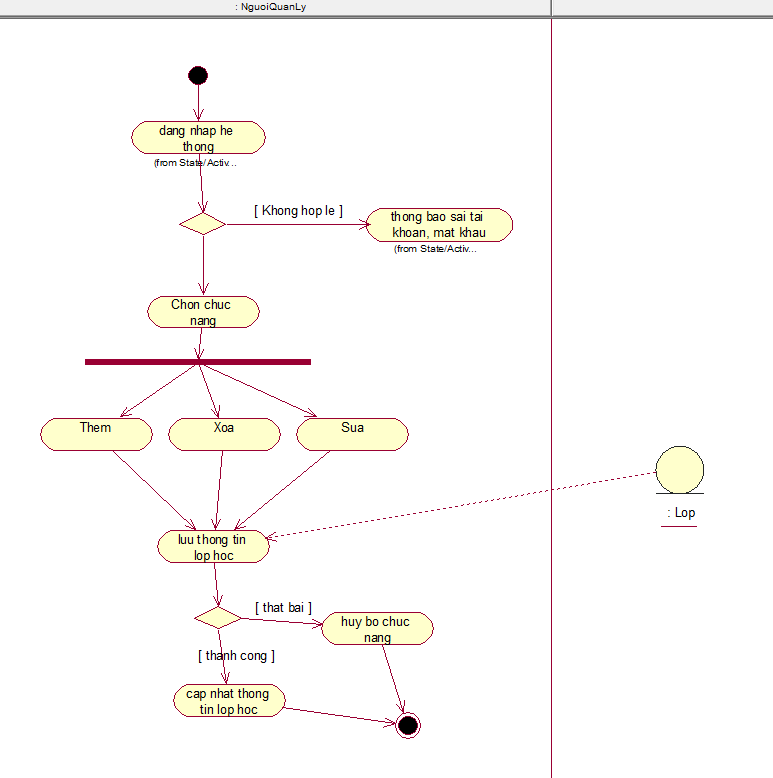 : NguoiQuanLy
dang nhap he
thong
(from State/Activ...
[ Khong hop le ]
thong bao sai tai
khoan, mat khau
(from State/Activ...
Chon chuc
nang
Them
Xoa
Sua
: Lop
luu thong tin
lop hoc
[ that bai ]
huy bo chuc
nang
[ thanh cong ]
cap nhat thong
tin lop hoc